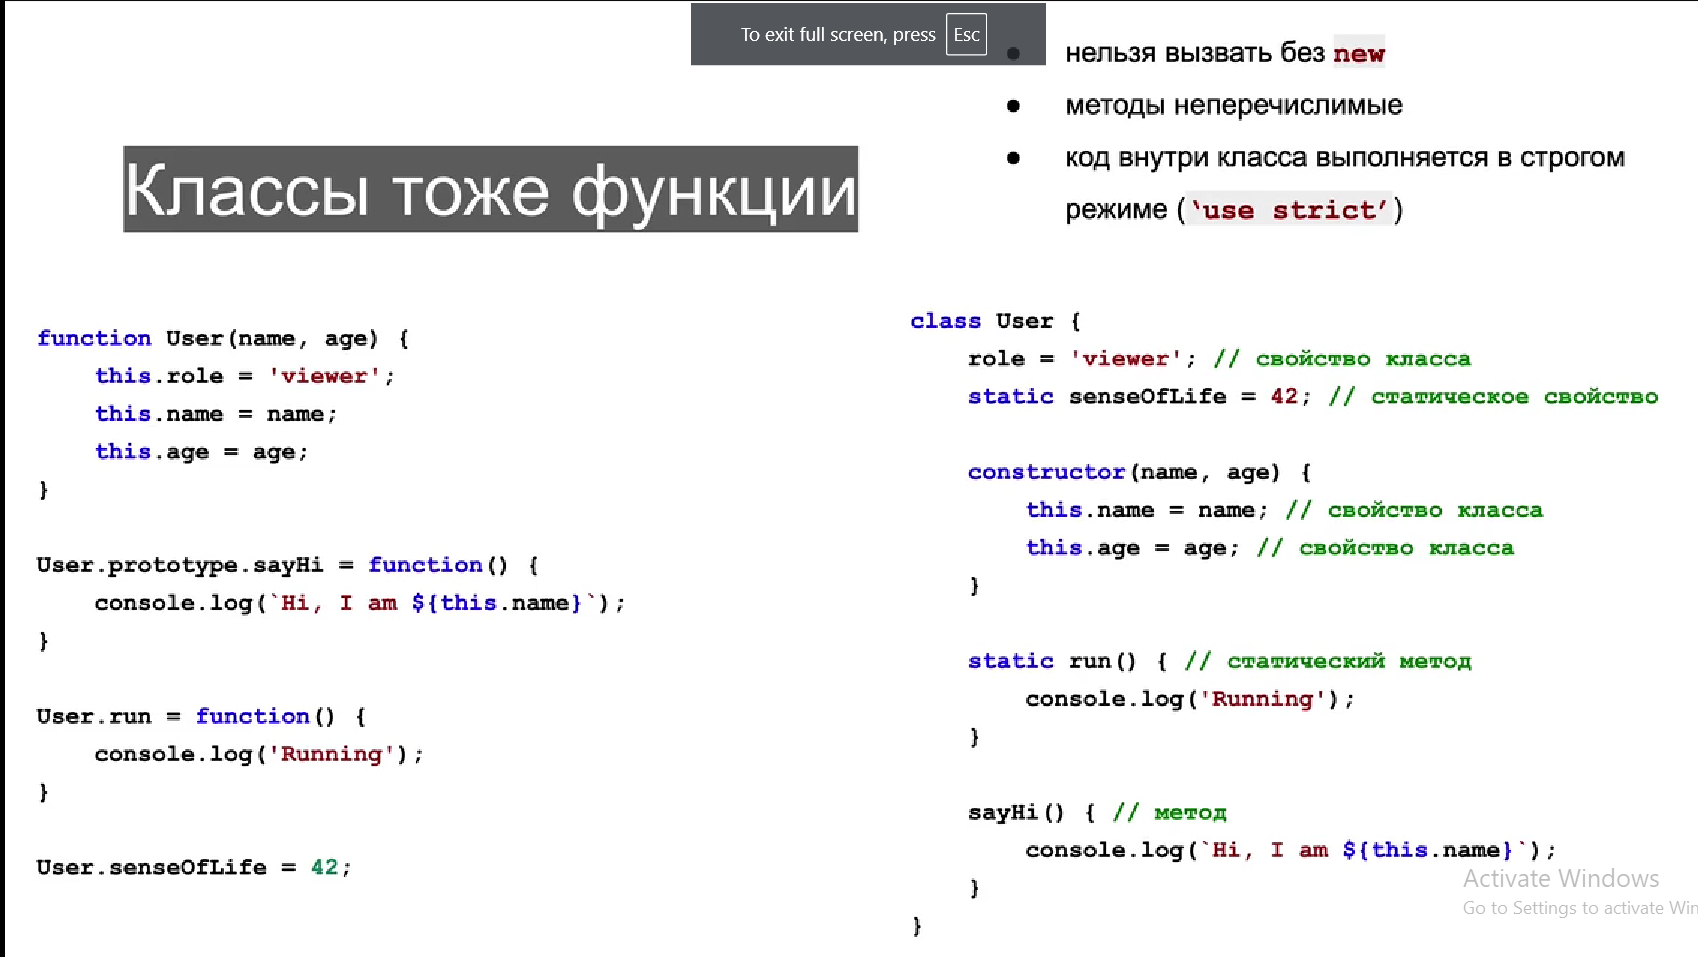 To exit full screen, press Esc
нельзя вызвать без new
методы неперечислимые
код внутри класса выполняется в строгом
режиме (‘use strict’)
Классы тоже функции
function User(name, age) {
this.role = 'viewer';
this.name = name;
this.age = age;
}
User.prototype.sayHi = function() {
console.log(`Hi, I am ${this.name}`);
}
User.run = function() {
console.log('Running');
}
User.senseOfLife = 42;
class User {
role = 'viewer'; // свойство класса
static senseOfLife = 42; // статическое свойство
constructor(name, age) {
this.name = name; // свойство класса
this.age = age; // свойство класса
}
static run() { // статический метод
console.log('Running');
}
sayHi() { // метод
console.log(`Hi, I am ${this.name}`);
}
}
Activate Windows
Go to Settings to activate Win